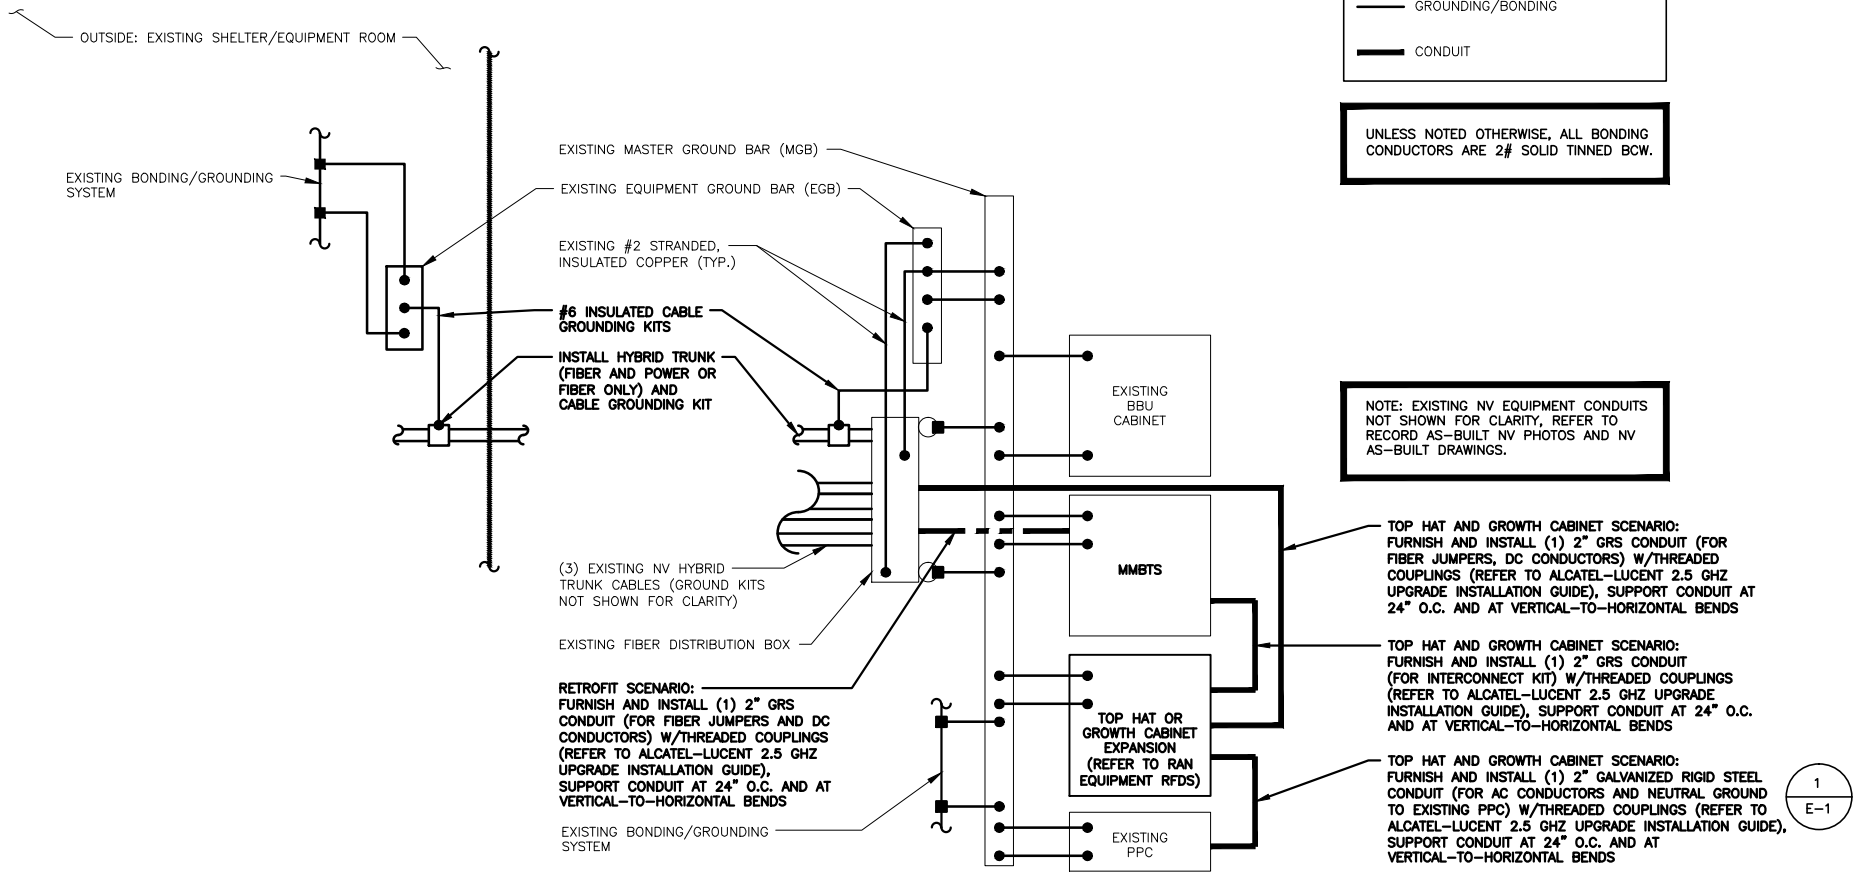 OUTSIDE: EXISTING SHELTER/EQUIPMENT ROOM
GROUNDING/BONDING
CONDUIT
UNLESS NOTED OTHERWISE, ALL BONDING
CONDUCTORS ARE 2# SOLID TINNED BCW.
EXISTING BONDING/GROUNDING
SYSTEM
EXISTING MASTER GROUND BAR (MGB)
EXISTING EQUIPMENT GROUND BAR (EGB)
EXISTING #2 STRANDED,
INSULATED COPPER (TYP.)
#6 INSULATED CABLE
GROUNDING KITS
INSTALL HYBRID TRUNK
(FIBER AND POWER OR
FIBER ONLY) AND
CABLE GROUNDING KIT
(3) EXISTING NV HYBRID
TRUNK CABLES (GROUND KITS
NOT SHOWN FOR CLARITY)
EXISTING FIBER DISTRIBUTION BOX
RETROFIT SCENARIO:
FURNISH AND INSTALL (1) 2" GRS
CONDUIT (FOR FIBER JUMPERS AND DC
CONDUCTORS) W/THREADED COUPLINGS
(REFER TO ALCATEL-LUCENT 2.5 GHZ
UPGRADE INSTALLATION GUIDE),
SUPPORT CONDUIT AT 24" O.C. AND AT
VERTICAL-TO-HORIZONTAL BENDS
EXISTING BONDING/GROUNDING
SYSTEM
EXISTING
BBU
CABINET
MMBTS
TOP HAT OR
GROWTH CABINET
EXPANSION
(REFER TO RAN
EQUIPMENT RFDS)
EXISTING
PPC
NOTE: EXISTING NV EQUIPMENT CONDUITS
NOT SHOWN FOR CLARITY, REFER TO
RECORD AS-BUILT NV PHOTOS AND NV
AS-BUILT DRAWINGS.
TOP HAT AND GROWTH CABINET SCENARIO:
FURNISH AND INSTALL (1) 2" GRS CONDUIT (FOR
FIBER JUMPERS, DC CONDUCTORS) W/THREADED
COUPLINGS (REFER TO ALCATEL-LUCENT 2.5 GHZ
UPGRADE INSTALLATION GUIDE), SUPPORT CONDUIT AT
24" O.C. AND AT VERTICAL-TO-HORIZONTAL BENDS
TOP HAT AND GROWTH CABINET SCENARIO:
FURNISH AND INSTALL (1) 2" GRS CONDUIT
(FOR INTERCONNECT KIT) W/THREADED COUPLINGS
(REFER TO ALCATEL-LUCENT 2.5 GHZ UPGRADE
INSTALLATION GUIDE), SUPPORT CONDUIT AT 24" O.C.
AND AT VERTICAL-TO-HORIZONTAL BENDS
TOP HAT AND GROWTH CABINET SCENARIO:
FURNISH AND INSTALL (1) 2" GALVANIZED RIGID STEEL
CONDUIT (FOR AC CONDUCTORS AND NEUTRAL GROUND
TO EXISTING PPC) W/THREADED COUPLINGS (REFER TO
ALCATEL-LUCENT 2.5 GHZ UPGRADE INSTALLATION GUIDE),
SUPPORT CONDUIT AT 24" O.C. AND AT
VERTICAL-TO-HORIZONTAL BENDS
1
E-1